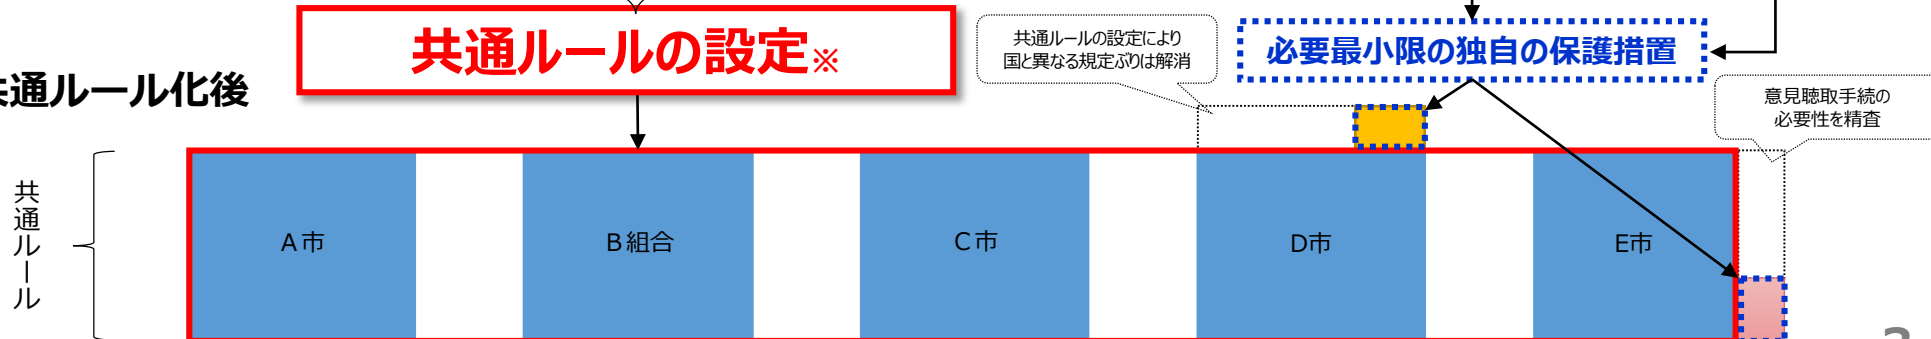 共通ルールの設定※
共通ルールの設定により
国と異なる規定ぶりは解消
必要最小限の独自の保護措置
共通ルール化後
意見聴取手続の
必要性を精査
共通ルール
A市
B組合
C市
D市
E市